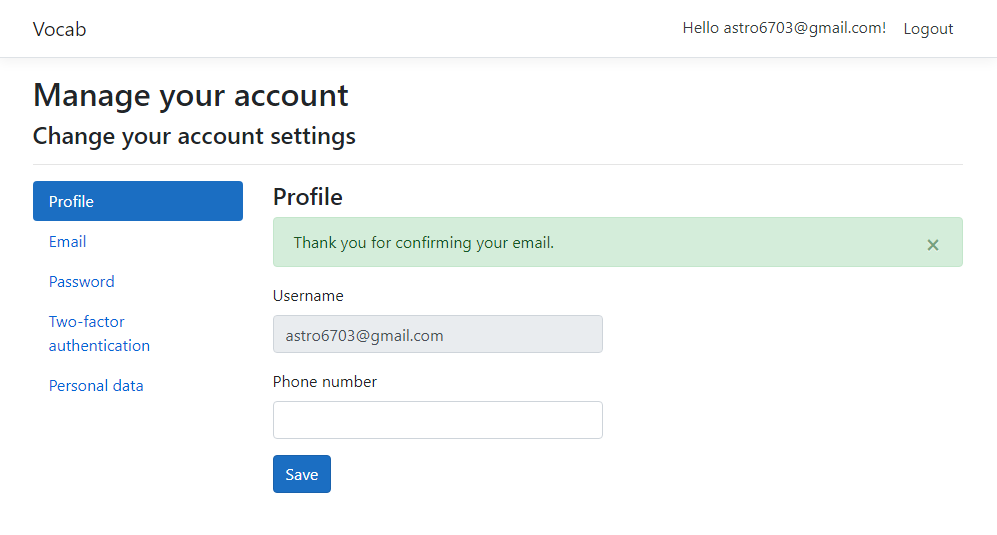 Vocab
Hello astro6703@gmail.com! Logout
Manage your account
Change your account settings
Profile
Email
Password
Two-factor
authentication
Personal data
Profile
Thank you for confirming your email. ×
Username
astro6703@gmail.com
Phone number
Save